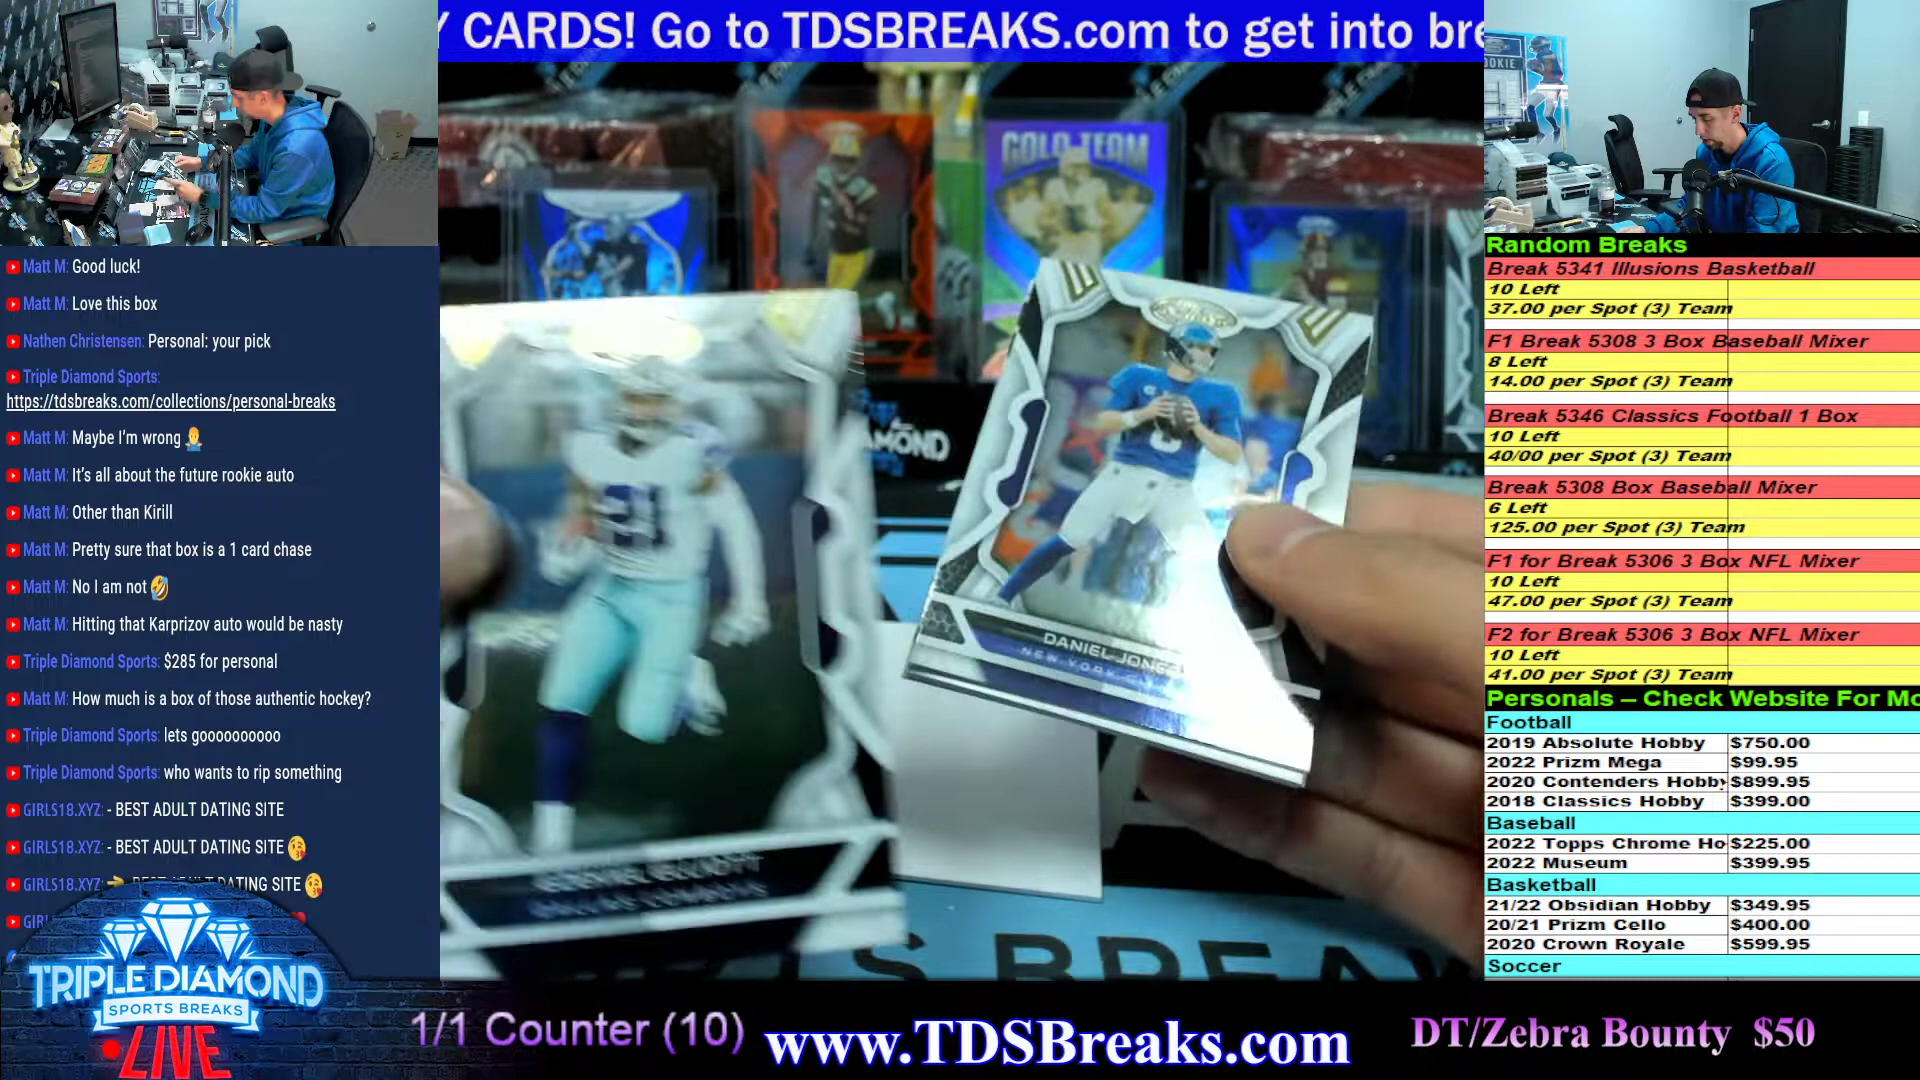 Y CARDS! Go to TDSBREAKS.com to get into bre
Matt M: Good luck!
Matt M: Love this box
Nathen Christensen: Personal: your pick
Triple Diamond Sports:
https://tdsbreaks.com/collections/personal-breaks
Matt M: Maybe I'm wrong
Matt M: It's all about the future rookie auto
Matt M: Other than Kirill
Matt M: Pretty sure that box is a 1 card chase
Matt M: No I am not
Matt M: Hitting that Karprizov auto would be nasty
Triple Diamond Sports: $285 for personal
Matt M: How much is a box of those authentic hockey?
Triple Diamond Sports: lets goooooooooo
Triple Diamond Sports: who wants to rip something
GIRLS18.XYZ: - BEST ADULT DATING SITE
GIRLS18.XYZ: - BEST ADULT DATING SITE
GIRLS18.XYZ: BEST ADULT DATING SITE
TRIPLE DIAMOND
SPORTS BREAKS
LIVE
GOLD TEAM
DANIEL JONES
NEW YORK
21
8
AMOND
LS BREA
OOKIE
Random Breaks
Break 5341 Illusions Basketball
10 Left
37.00 per Spot (3) Team
F1 Break 5308 3 Box Baseball Mixer
8 Left
14.00 per Spot (3) Team
Break 5346 Classics Football 1 Box
10 Left
40/00 per Spot (3) Team
Break 5308 Box Baseball Mixer
6 Left
125.00 per Spot (3) Team
F1 for Break 5306 3 Box NFL Mixer
10 Left
47.00 per Spot (3) Team
F2 for Break 5306 3 Box NFL Mixer
10 Left
41.00 per Spot (3) Team
Personals – Check Website For Mo
Football
2019 Absolute Hobby $750.00
2022 Prizm Mega $99.95
2020 Contenders Hobby $899.95
2018 Classics Hobby $399.00
Baseball
2022 Topps Chrome Ho $225.00
2022 Museum $399.95
Basketball
21/22 Obsidian Hobby $349.95
20/21 Prizm Cello $400.00
2020 Crown Royale $599.95
Soccer
1/1 Counter (10)
www.TDSBreaks.com
DT/Zebra Bounty $50